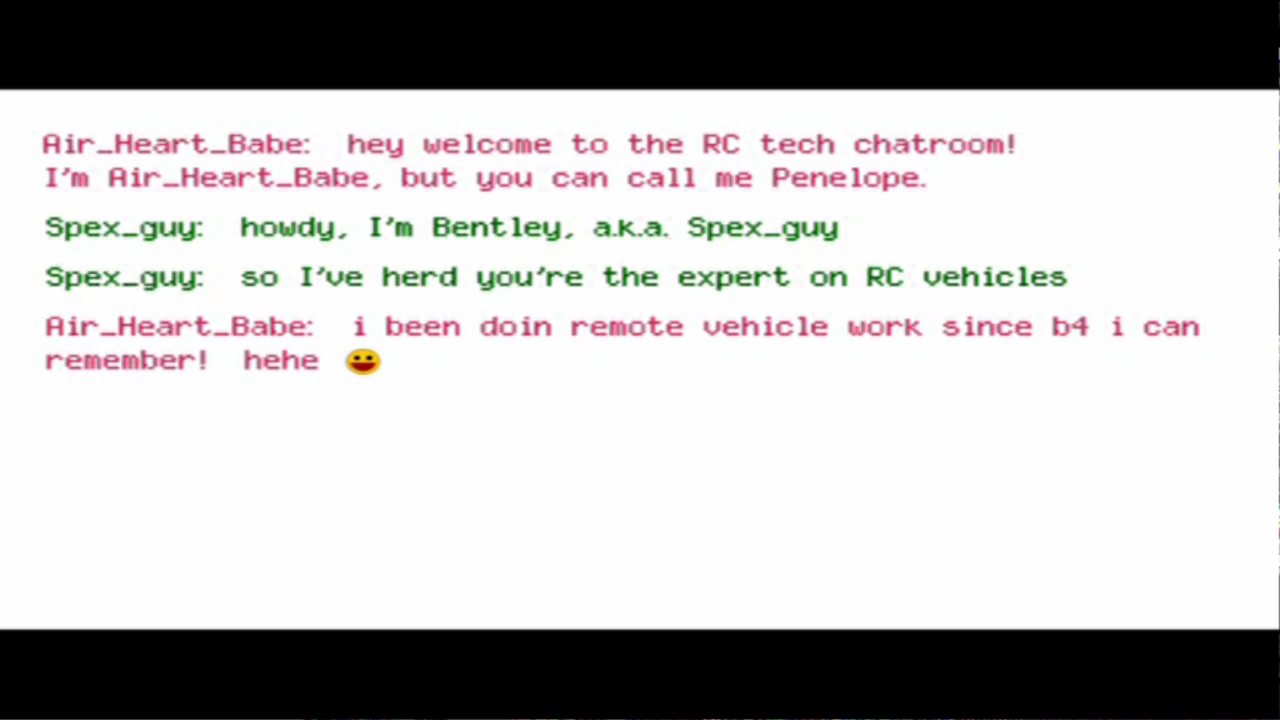 Air_Heart_Babe: hey welcome to the RC tech chatroom!
I'm Air_Heart_Babe, but you can call me Penelope.
Spex_guy: howdy, I'm Bentley, a.k.a. Spex_guy
Spex_guy: so I've herd you're the expert on RC vehicles
Air_Heart_Babe: i been doin remote vehicle work since b4 i can
remember! hehe 😀